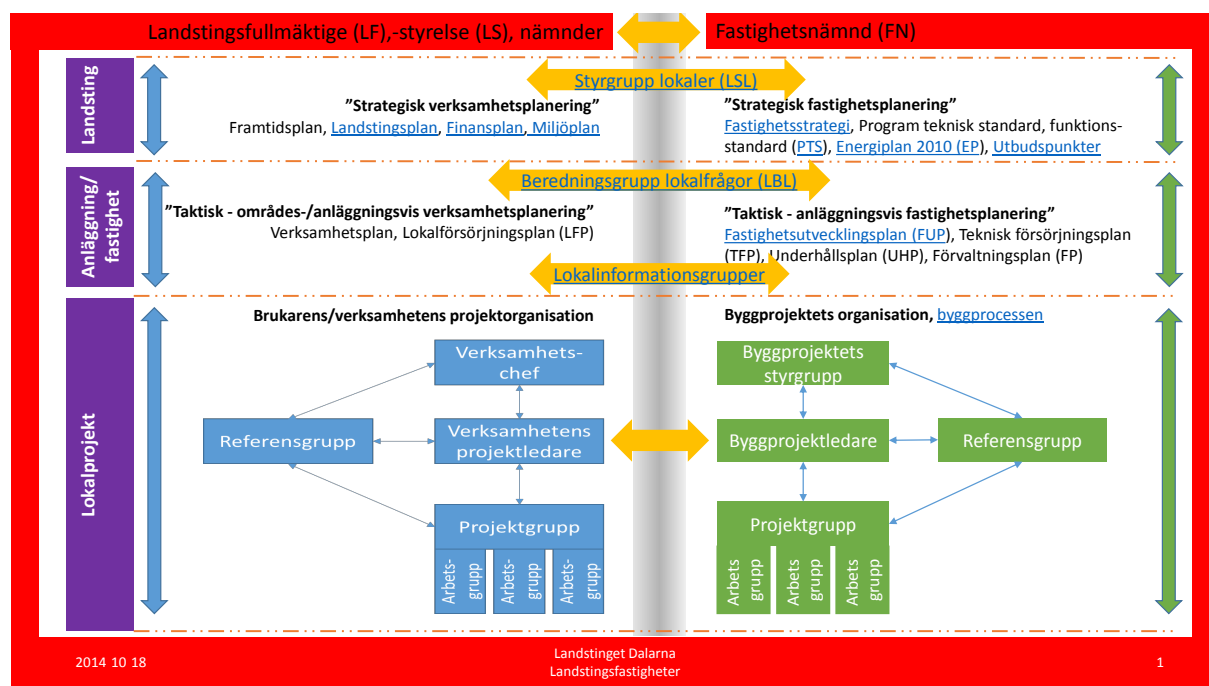 Landstingsfullmäktige (LF),-styrelse (LS), nämnder
Fastighetsnämnd (FN)
Landsting
Styrgrupp lokaler (LSL)
”Strategisk verksamhetsplanering”
Framtidsplan, Landstingsplan, Finansplan, Miljöplan
”Strategisk fastighetsplanering”
Fastighetsstrategi, Program teknisk standard, funktions-
standard (PTS), Energiplan 2010 (EP), Utbudspunkter
Anläggning/
fastighet
Beredningsgrupp lokalfrågor (LBL)
”Taktisk - områdes-/anläggningsvis verksamhetsplanering”
Verksamhetsplan, Lokalförsörjningsplan (LFP)
”Taktisk - anläggningsvis fastighetsplanering”
Fastighetsutvecklingsplan (FUP), Teknisk försörjningsplan
(TFP), Underhållsplan (UHP), Förvaltningsplan (FP)
Lokalinformationsgrupper
Lokalprojekt
Brukarens/verksamhetens projektorganisation
Verksamhets-
chef
Referensgrupp
Verksamhetens
projektledare
Projektgrupp
Arbets-
grupp
Arbets-
grupp
Arbets-
grupp
Byggprojektets organisation, byggprocessen
Byggprojektets
styrgrupp
Byggprojektledare
Referensgrupp
Projektgrupp
Arbets
grupp
Arbets
grupp
Arbets
grupp
2014 10 18
Landstinget Dalarna
Landstingsfastigheter
1